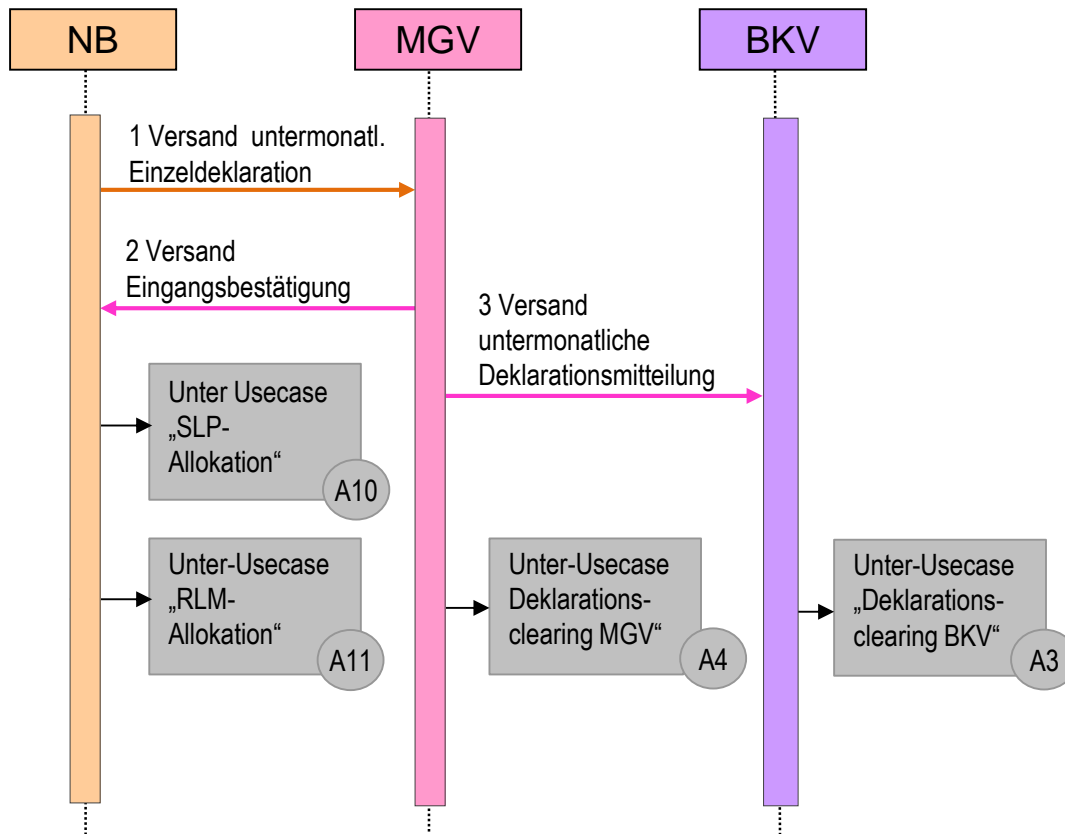 NB
MGV
BKV
1 Versand untermonatl.
Einzeldeklaration
2 Versand
Eingangsbestätigung
3 Versand
untermonatliche
Deklarationsmitteilung
Unter Usecase
„SLP-
Allokation“
A10
Unter-Usecase
„RLM-
Allokation“
A11
Unter-Usecase
Deklarations-
clearing MGV“
A4
Unter-Usecase
„Deklarations-
clearing BKV“
A3